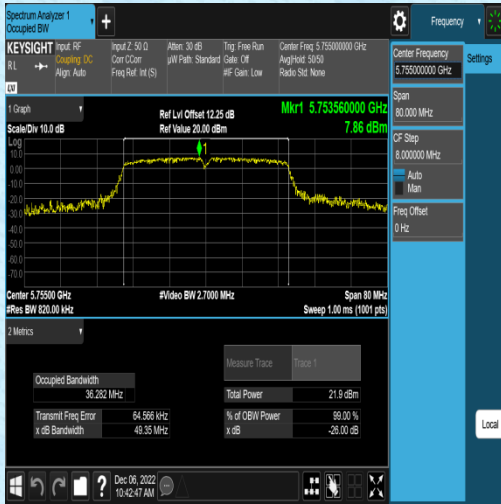 Spectrum Analyzer 1
Occupied BW
Frequency
KEYSIGHT
RL
Input: RF
Coupling: DC
Align: Auto
Input Z: 50 Ω
Corr CCorr
Freq Ref: Int (S)
Atten: 30 dB
µW Path: Standard
Trig: Free Run
Gate: Off
#IF Gain: Low
Center Freq: 5.755000000 GHz
Avg|Hold: 50/50
Radio Std: None
LXI
1 Graph
Scale/Div 10.0 dB
Ref Lvl Offset 12.25 dB
Ref Value 20.00 dBm
Mkr1 5.753560000 GHz
7.86 dBm
Log
10.0
0.00
-10.0
-20.0
-30.0
-40.0
-50.0
-60.0
-70.0
1
Center 5.75500 GHz
#Res BW 820.00 kHz
#Video BW 2.7000 MHz
Span 80 MHz
Sweep 1.00 ms (1001 pts)
2 Metrics
Measure Trace
Trace 1
Occupied Bandwidth
36.282 MHz
Total Power
21.9 dBm
Transmit Freq Error
64.566 kHz
% of OBW Power
99.00 %
x dB Bandwidth
49.35 MHz
x dB
-26.00 dB
Dec 06, 2022
10:42:47 AM
Center Frequency
5.755000000 GHz
Settings
Span
80.000 MHz
CF Step
8.000000 MHz
Auto
Man
Freq Offset
0 Hz
Local